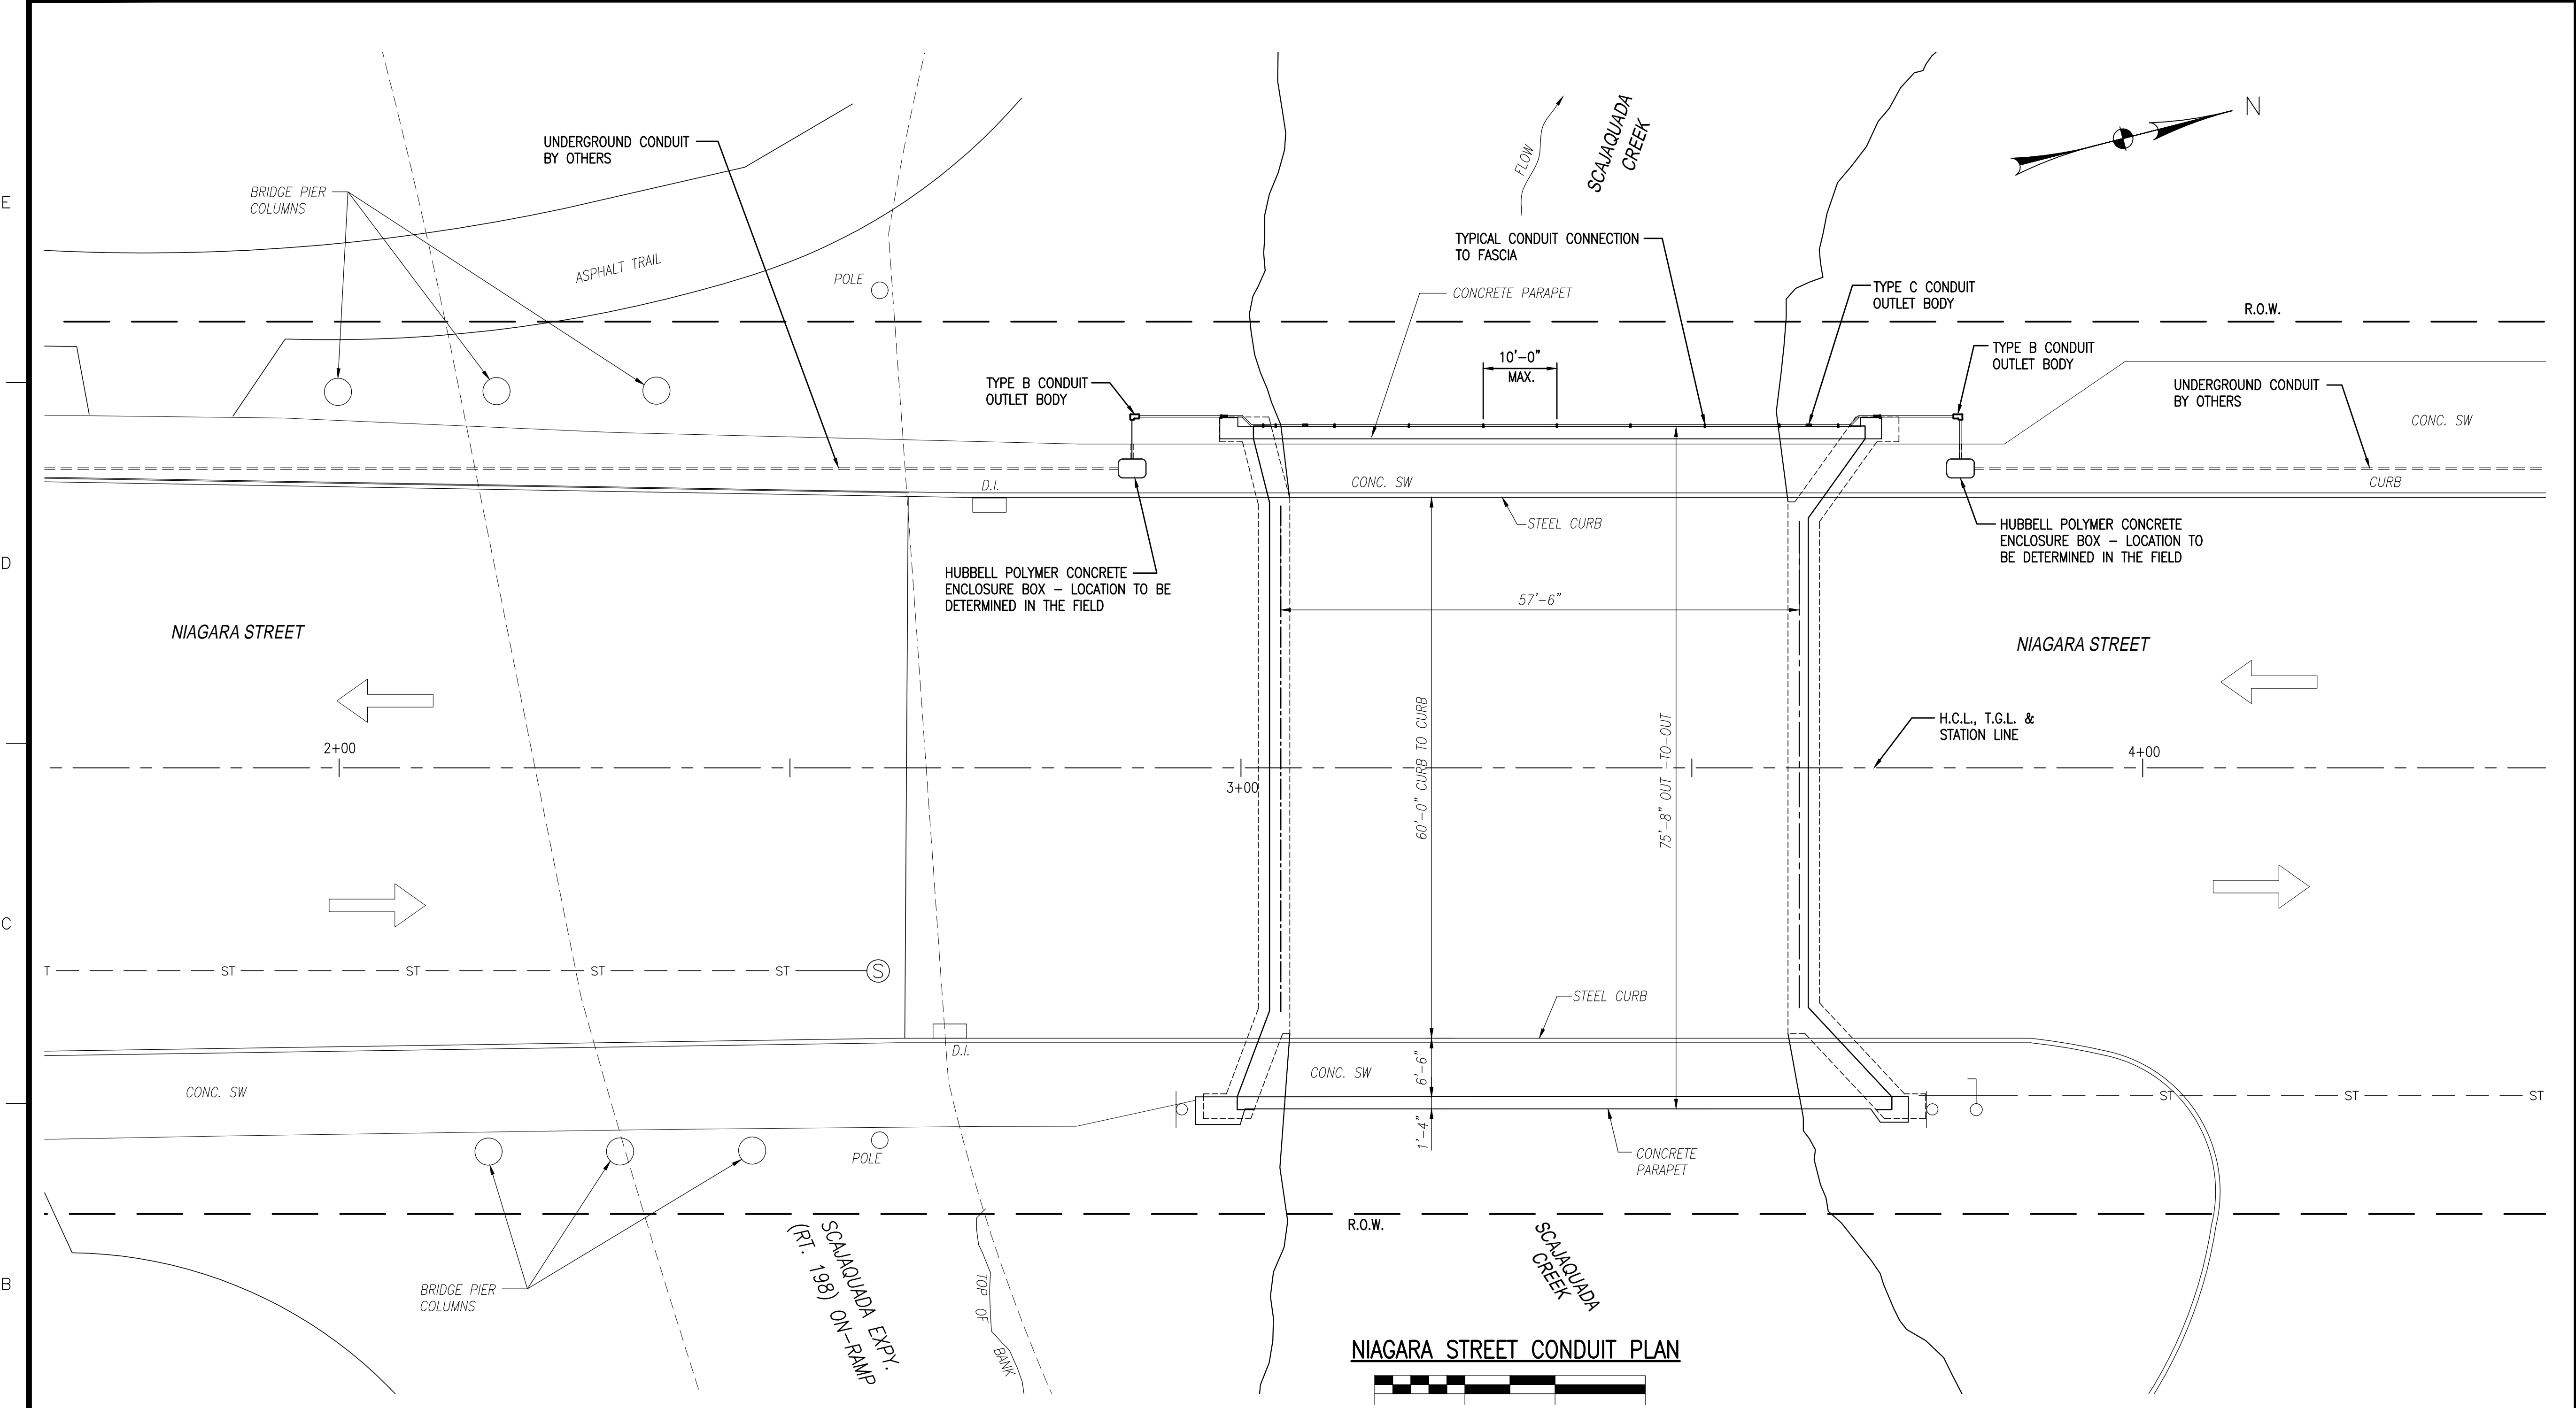 E
D
C
B
UNDERGROUND CONDUIT
BY OTHERS
BRIDGE PIER
COLUMNS
ASPHALT TRAIL
POLE
FLOW
SCAJAQUADA
CREEK
N
TYPICAL CONDUIT CONNECTION
TO FASCIA
CONCRETE PARAPET
TYPE C CONDUIT
OUTLET BODY
R.O.W.
10'-0"
MAX.
TYPE B CONDUIT
OUTLET BODY
TYPE B CONDUIT
OUTLET BODY
UNDERGROUND CONDUIT
BY OTHERS
CONC. SW
D.I.
CONC. SW
CURB
STEEL CURB
HUBBELL POLYMER CONCRETE
ENCLOSURE BOX – LOCATION TO BE
DETERMINED IN THE FIELD
HUBBELL POLYMER CONCRETE
ENCLOSURE BOX – LOCATION TO
BE DETERMINED IN THE FIELD
57'-6"
NIAGARA STREET
NIAGARA STREET
60'-0" CURB TO CURB
75'-8" OUT -TO-OUT
H.C.L., T.G.L. &
STATION LINE
2+00
3+00
4+00
T
ST
ST
ST
ST
S
STEEL CURB
D.I.
CONC. SW
CONC. SW
6'-6"
1'-4"
ST
ST
ST
ST
POLE
CONCRETE
PARAPET
R.O.W.
BRIDGE PIER
COLUMNS
SCAJAQUADA EXPY.
(RT. 198) ON-RAMP
TOP OF
BANK
SCAJAQUADA
CREEK
NIAGARA STREET CONDUIT PLAN